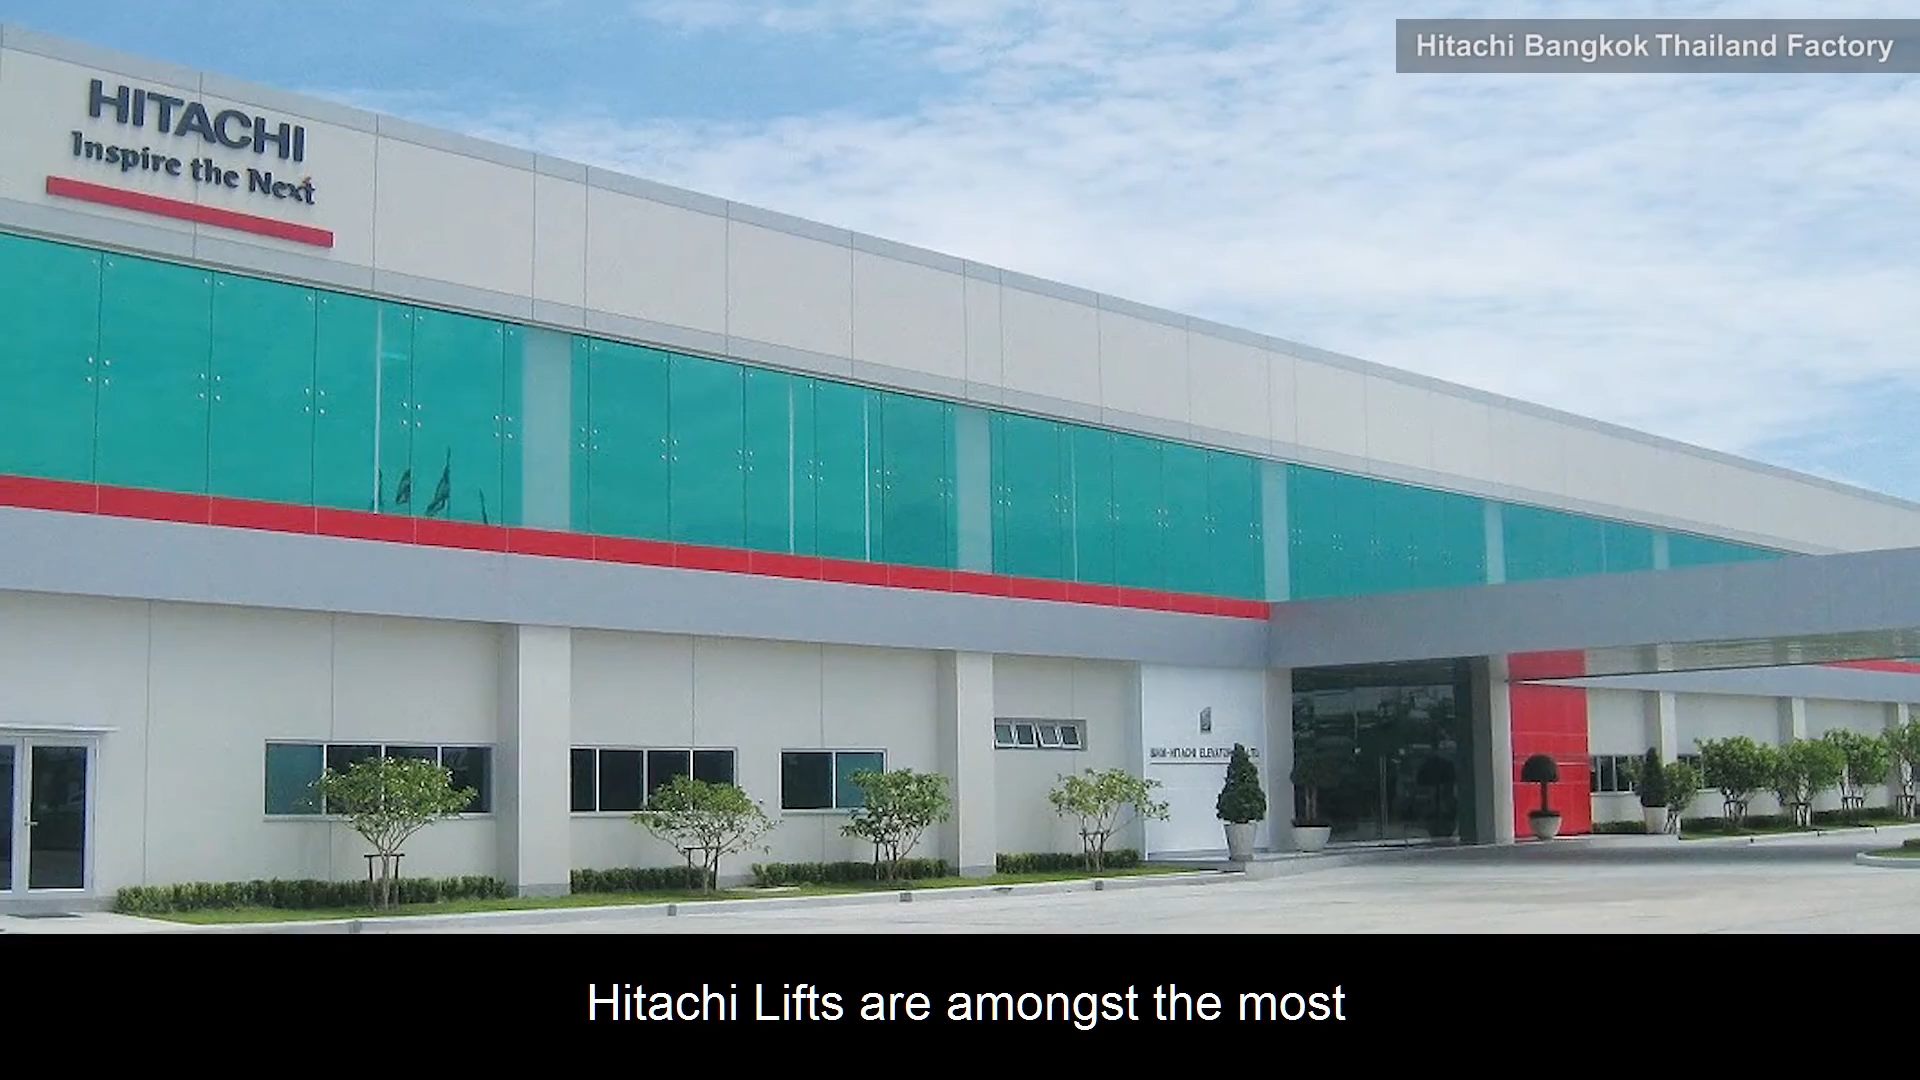 Hitachi Bangkok Thailand Factory
HITACHI
Inspire the Next
Hitachi Lifts are amongst the most